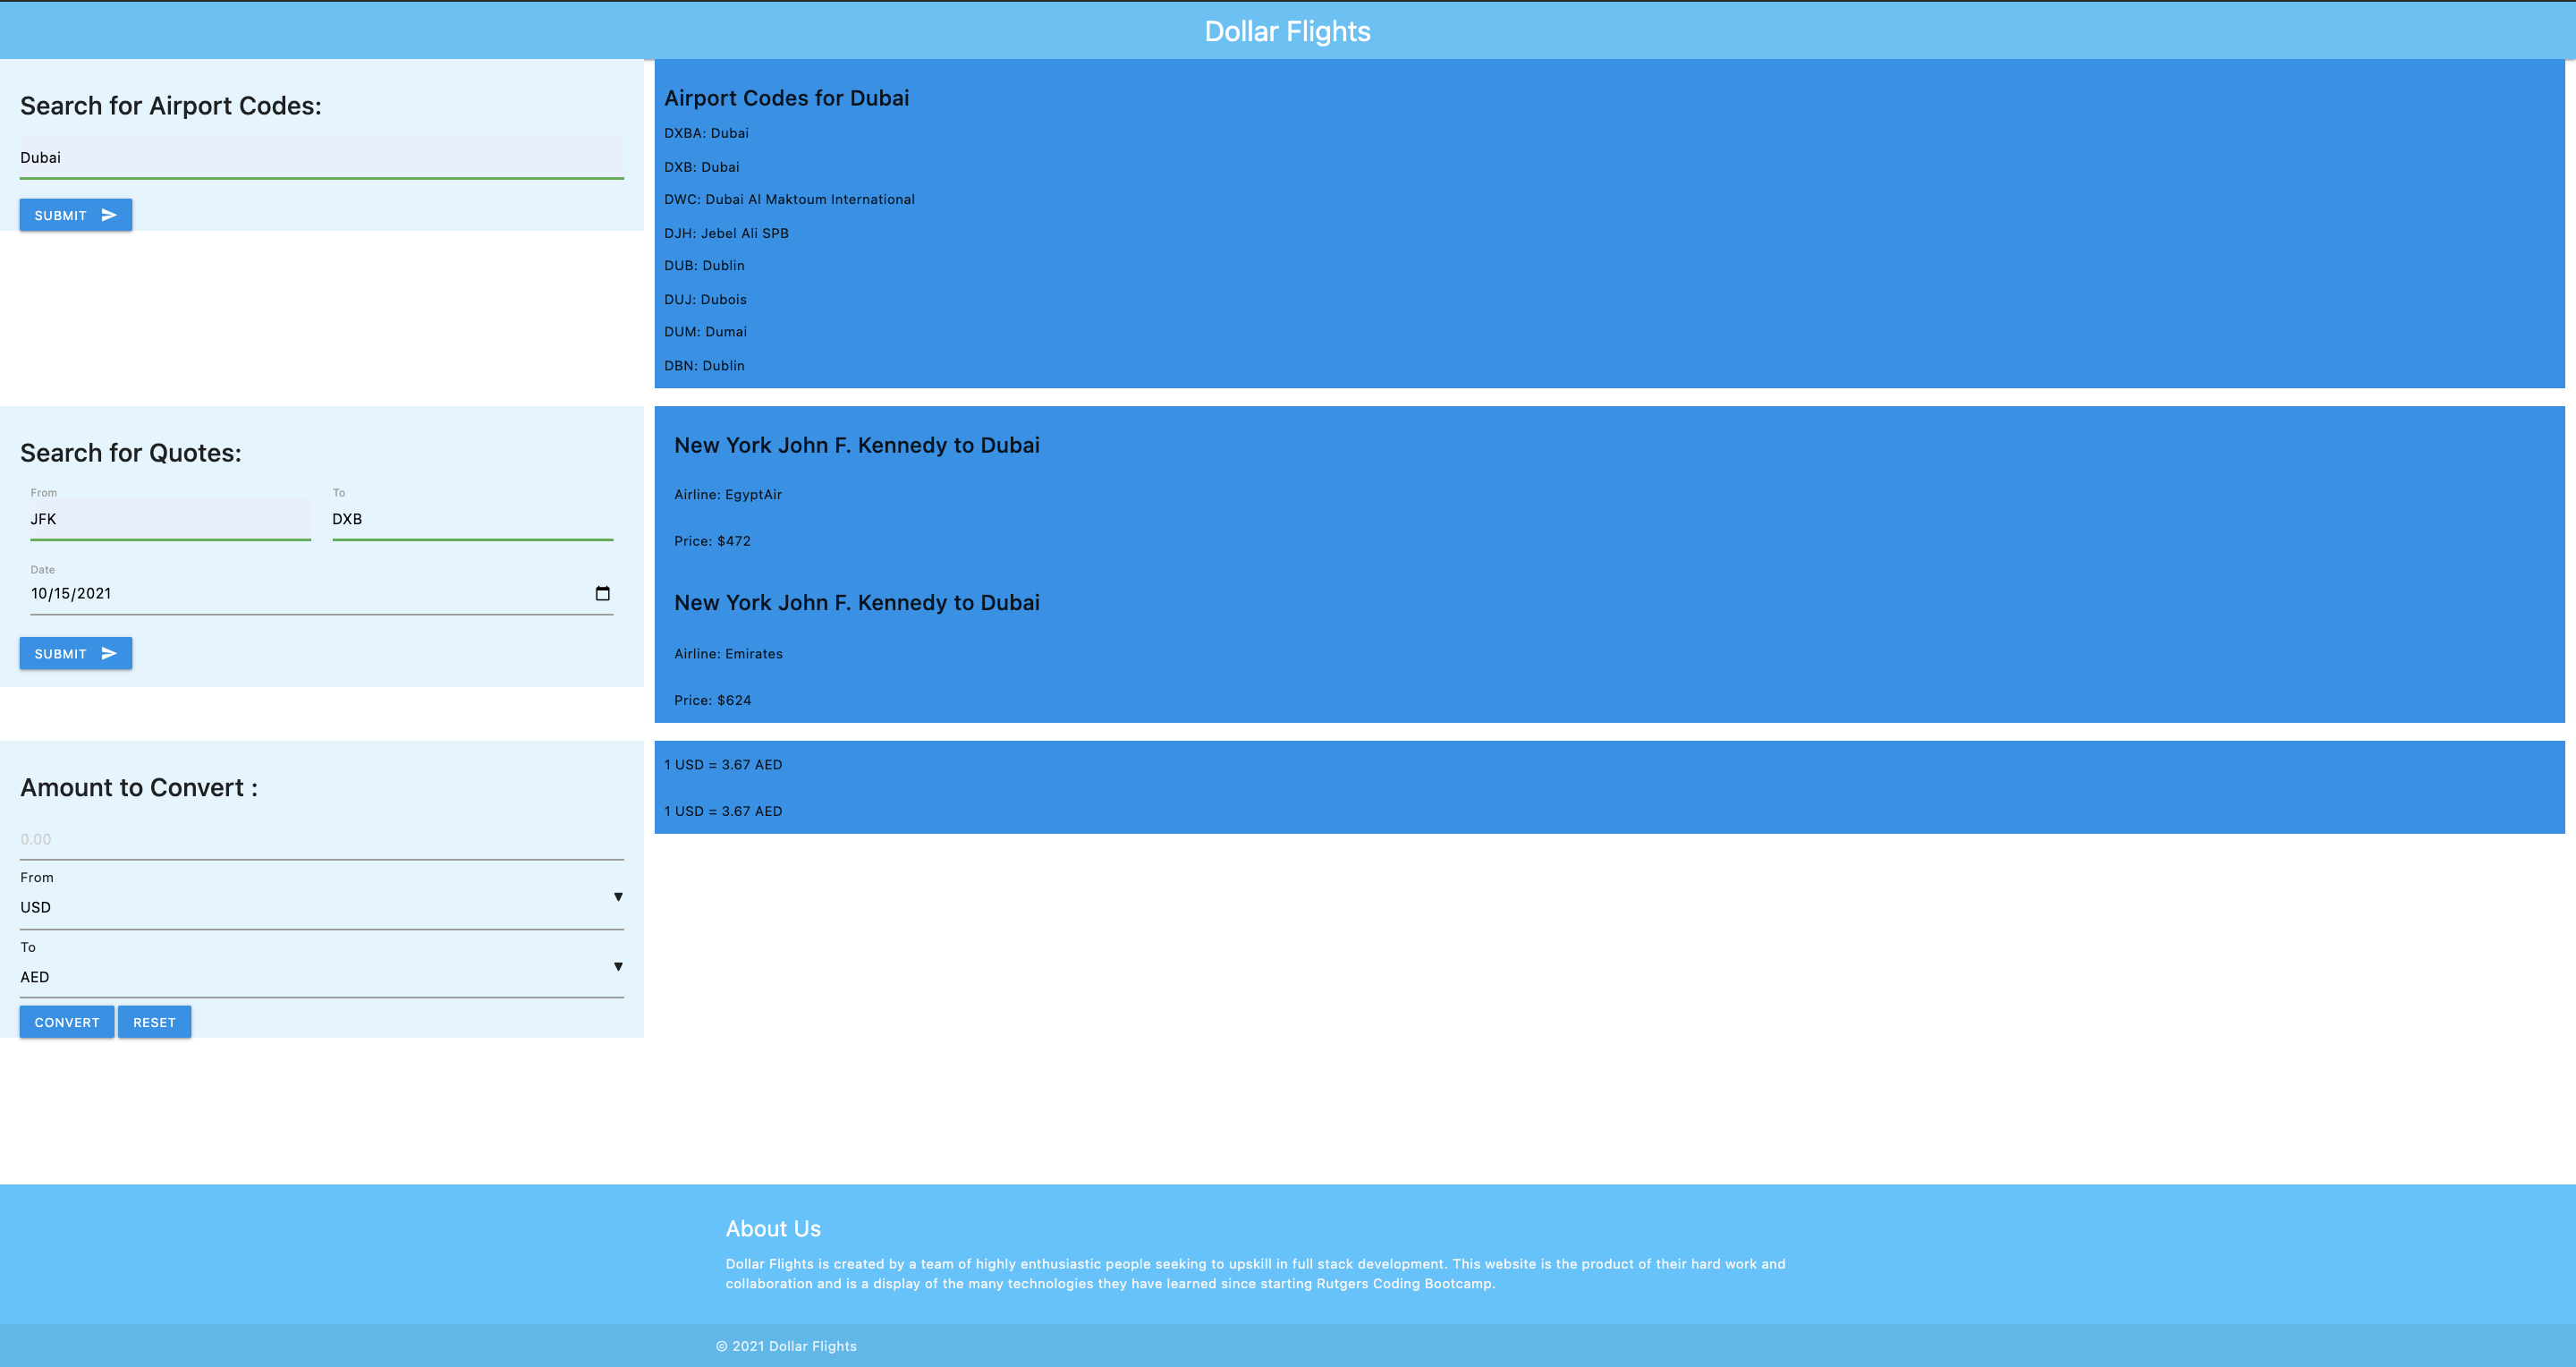 Dollar Flights
Search for Airport Codes:
Dubai
SUBMIT
Airport Codes for Dubai
DXBA: Dubai
DXB: Dubai
DWC: Dubai Al Maktoum International
DJH: Jebel Ali SPB
DUB: Dublin
DUJ: Dubois
DUM: Dumai
DBN: Dublin
Search for Quotes:
From
To
JFK
DXB
Date
10/15/2021
SUBMIT
New York John F. Kennedy to Dubai
Airline: EgyptAir
Price: $472
New York John F. Kennedy to Dubai
Airline: Emirates
Price: $624
Amount to Convert :
0.00
From
USD
To
AED
CONVERT
RESET
1 USD = 3.67 AED
1 USD = 3.67 AED
About Us
Dollar Flights is created by a team of highly enthusiastic people seeking to upskill in full stack development. This website is the product of their hard work and
collaboration and is a display of the many technologies they have learned since starting Rutgers Coding Bootcamp.
© 2021 Dollar Flights